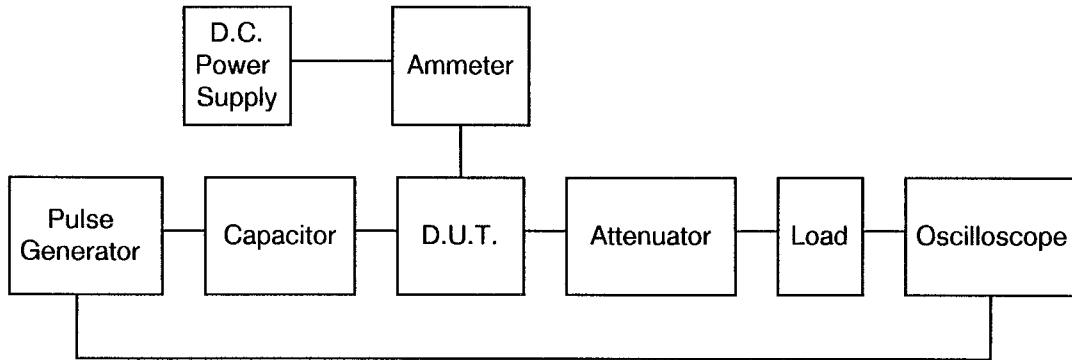 D.C.
Power
Supply
Ammeter
Pulse
Generator
Capacitor
D.U.T.
Attenuator
Load
Oscilloscope